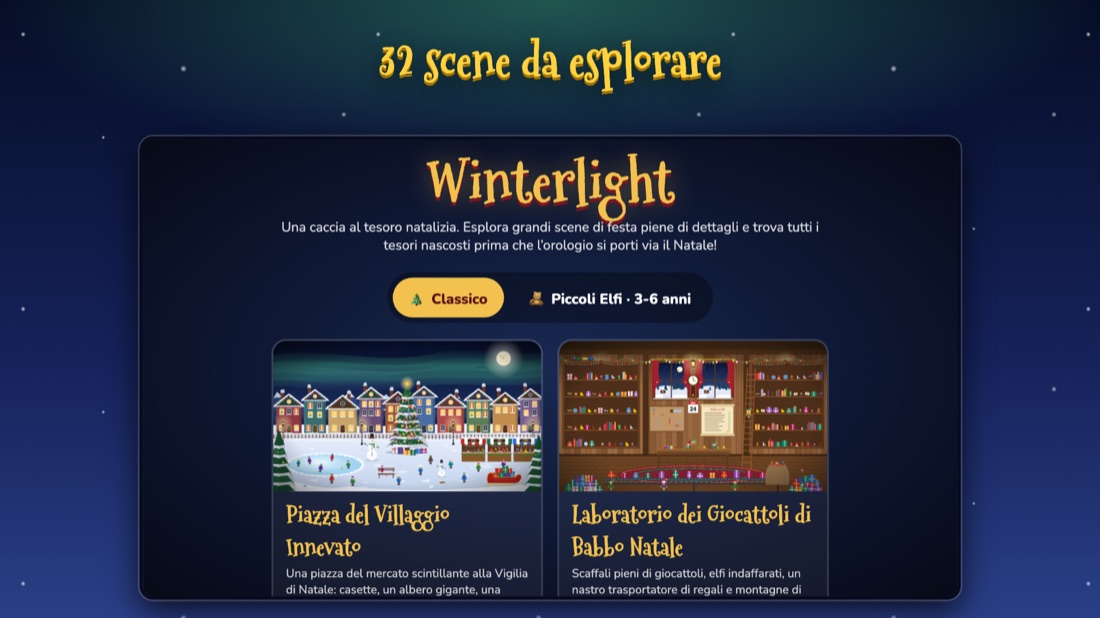 32 scene da esplorare
Winterlight
Una caccia al tesoro natalizia. Esplora grandi scene di festa piene di dettagli e trova tutti i
tesori nascosti prima che l'orologio si porti via il Natale!
Classico
Piccoli Elfi · 3-6 anni
24
Piazza del Villaggio
Innevato
Una piazza del mercato scintillante alla Vigilia
di Natale: casette, un albero gigante, una
Laboratorio dei Giocattoli di
Babbo Natale
Scaffali pieni di giocattoli, elfi indaffarati, un
nastro trasportatore di regali e montagne di